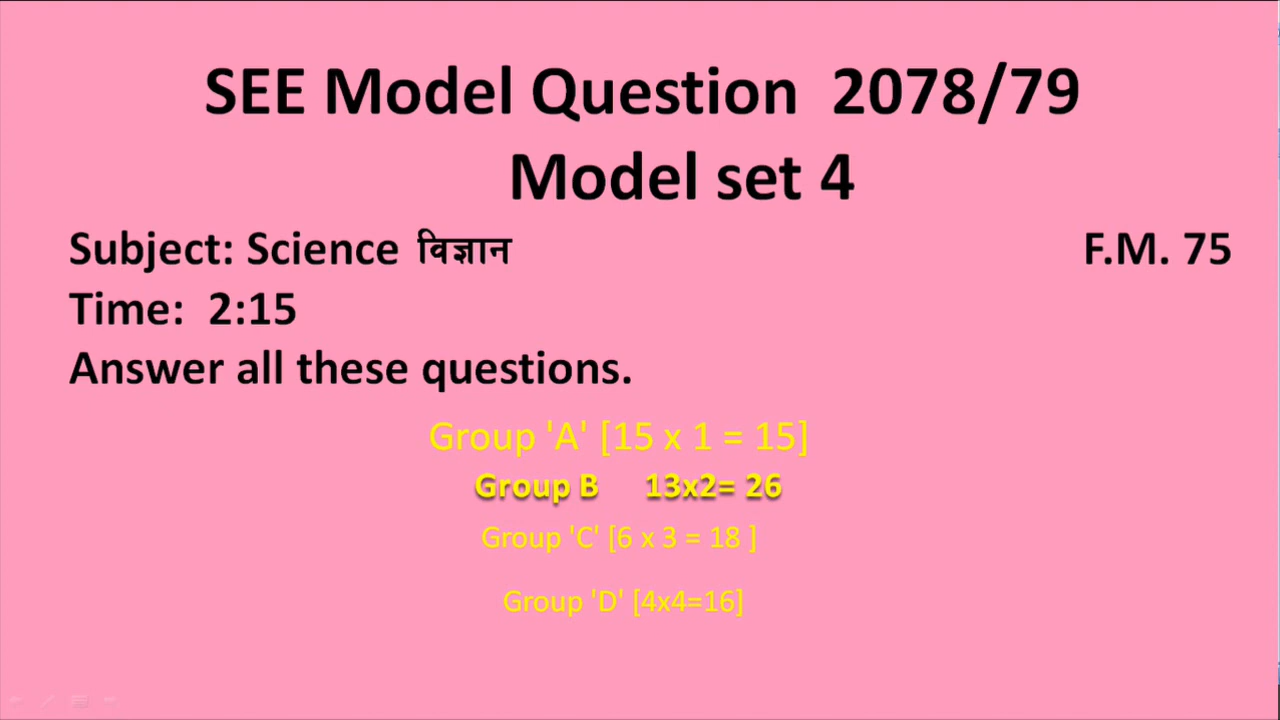 SEE Model Question 2078/79
Model set 4
Subject: Science विज्ञान F.M. 75
Time: 2:15
Answer all these questions.
Group 'A' [15 x 1 = 15]
Group B 13x2= 26
Group 'C' [6 x 3 = 18 ]
Group 'D' [4x4=16]